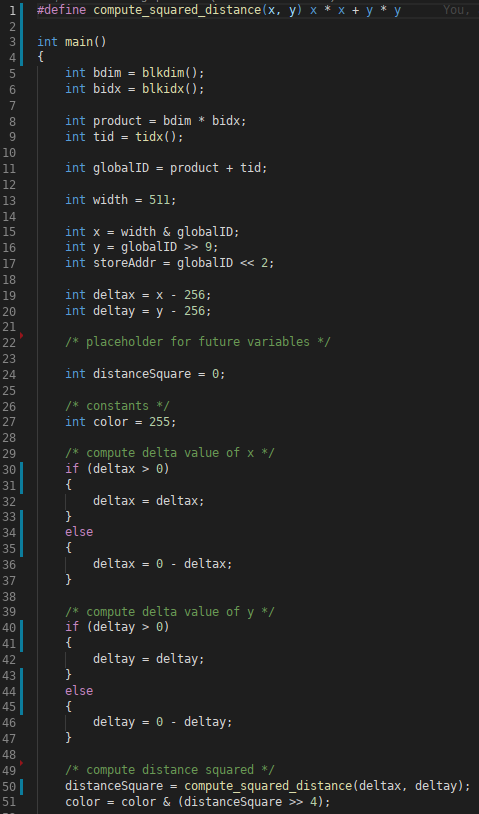 1 #define compute_squared_distance(x, y) x * x + y * y You,
2
3 int main()
4 {
5 int bdim = blkdim();
6 int bidx = blkidx();
7
8 int product = bdim * bidx;
9 int tid = tidx();
10
11 int globalID = product + tid;
12
13 int width = 511;
14
15 int x = width & globalID;
16 int y = globalID >> 9;
17 int storeAddr = globalID << 2;
18
19 int deltax = x - 256;
20 int deltay = y - 256;
21
22 /* placeholder for future variables */
23
24 int distanceSquare = 0;
25
26 /* constants */
27 int color = 255;
28
29 /* compute delta value of x */
30 if (deltax > 0)
31 {
32 deltax = deltax;
33 }
34 else
35 {
36 deltax = 0 - deltax;
37 }
38
39 /* compute delta value of y */
40 if (deltay > 0)
41 {
42 deltay = deltay;
43 }
44 else
45 {
46 deltay = 0 - deltay;
47 }
48
49 /* compute distance squared */
50 distanceSquare = compute_squared_distance(deltax, deltay);
51 color = color & (distanceSquare >> 4);